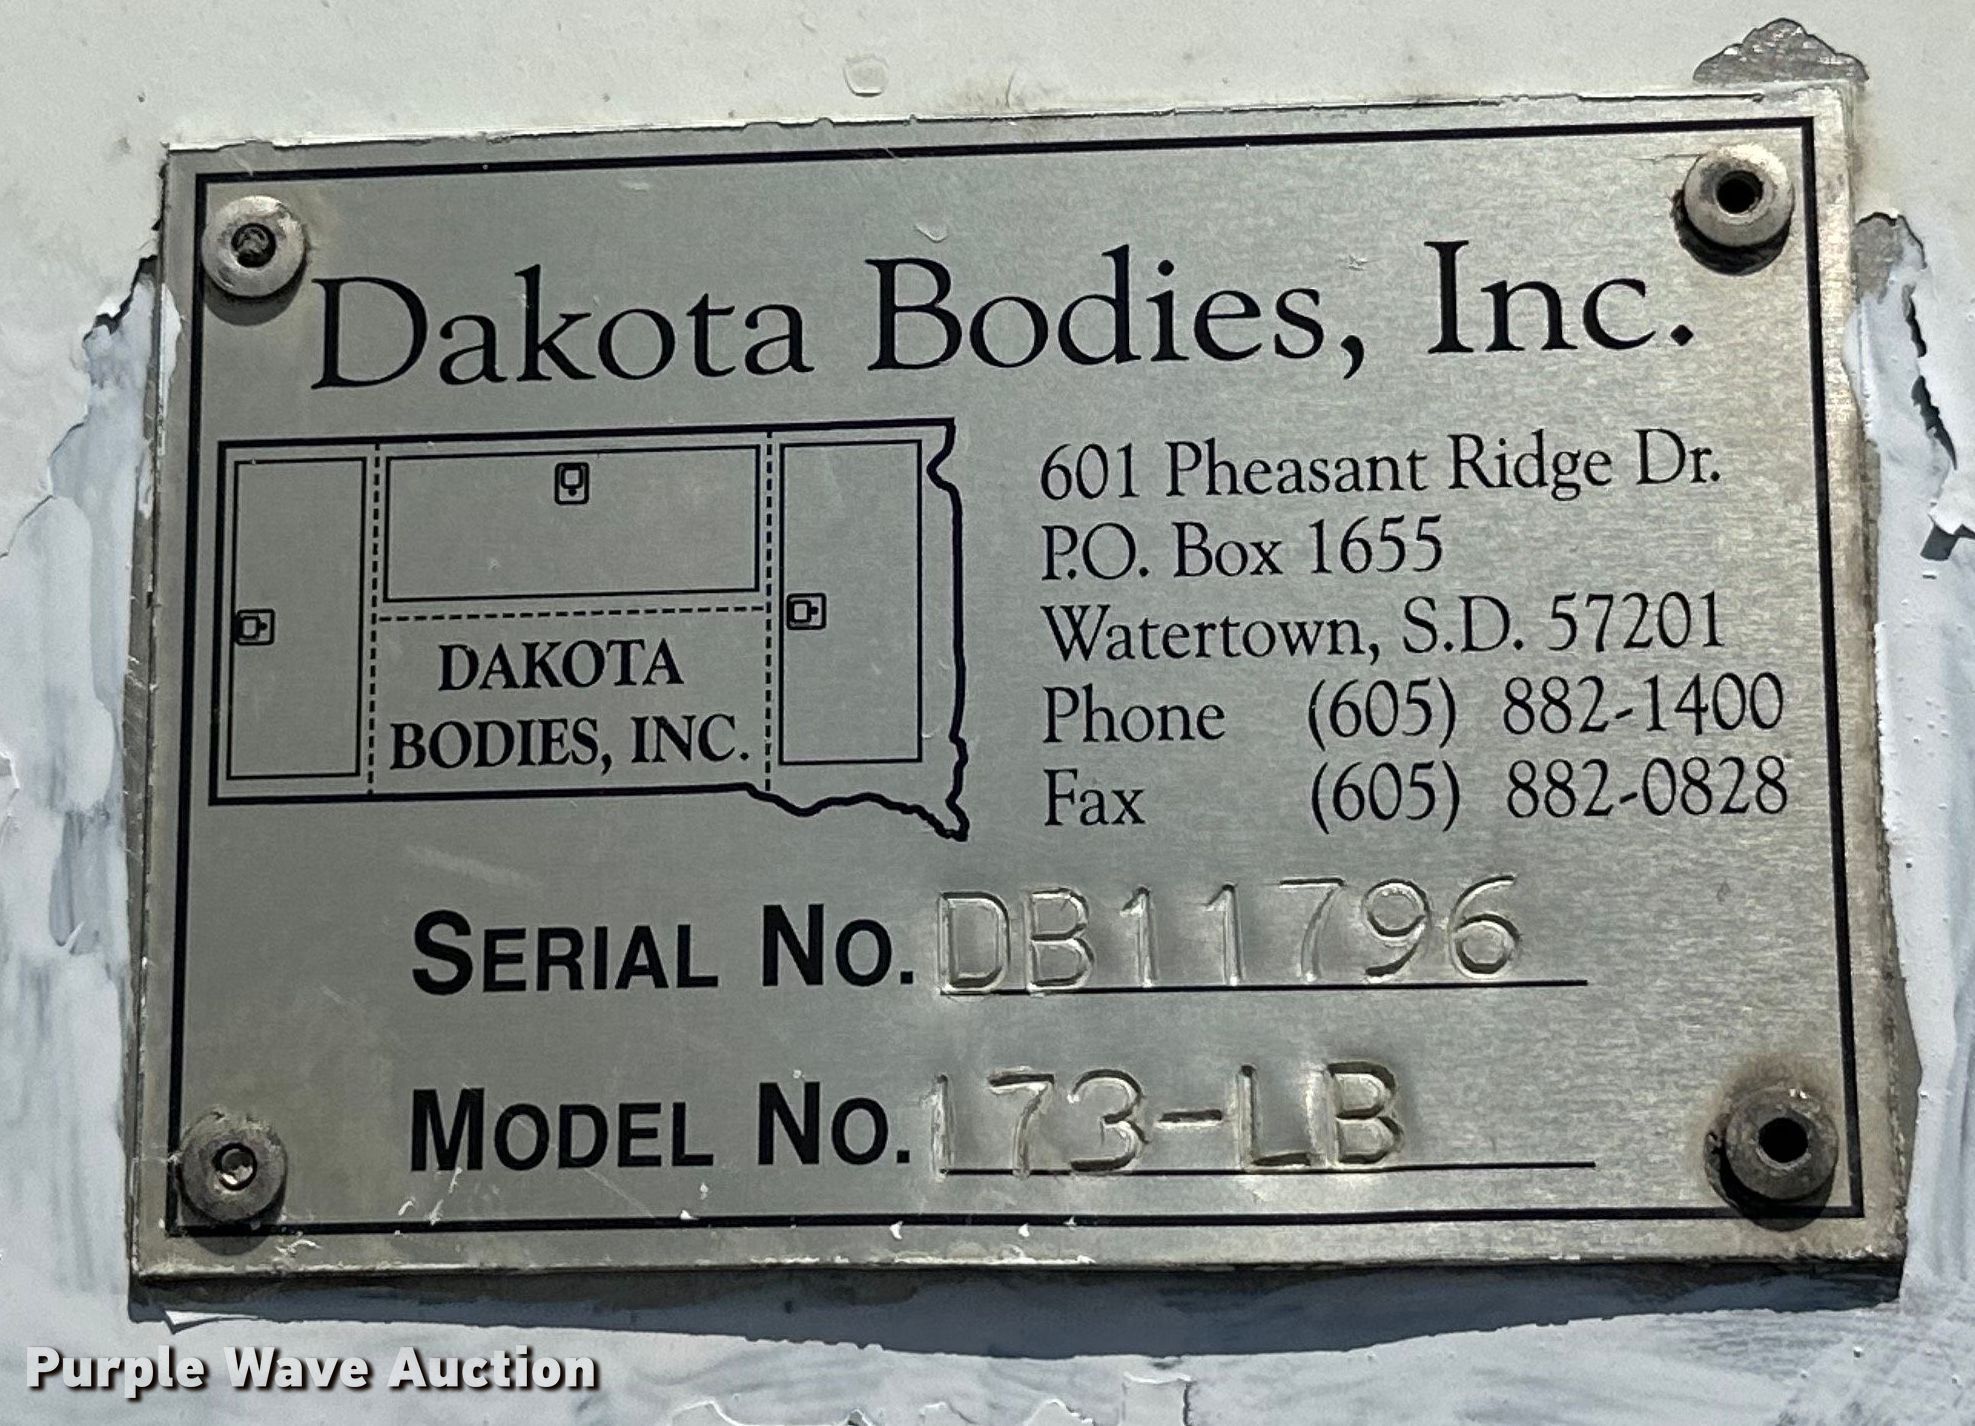 Dakota Bodies, Inc.
DAKOTA
BODIES, INC.
601 Pheasant Ridge Dr.
P.O. Box 1655
Watertown, S.D. 57201
Phone (605) 882-1400
Fax (605) 882-0828
SERIAL NO. DB11796
MODEL NO. 173-LB
Purple Wave Auction